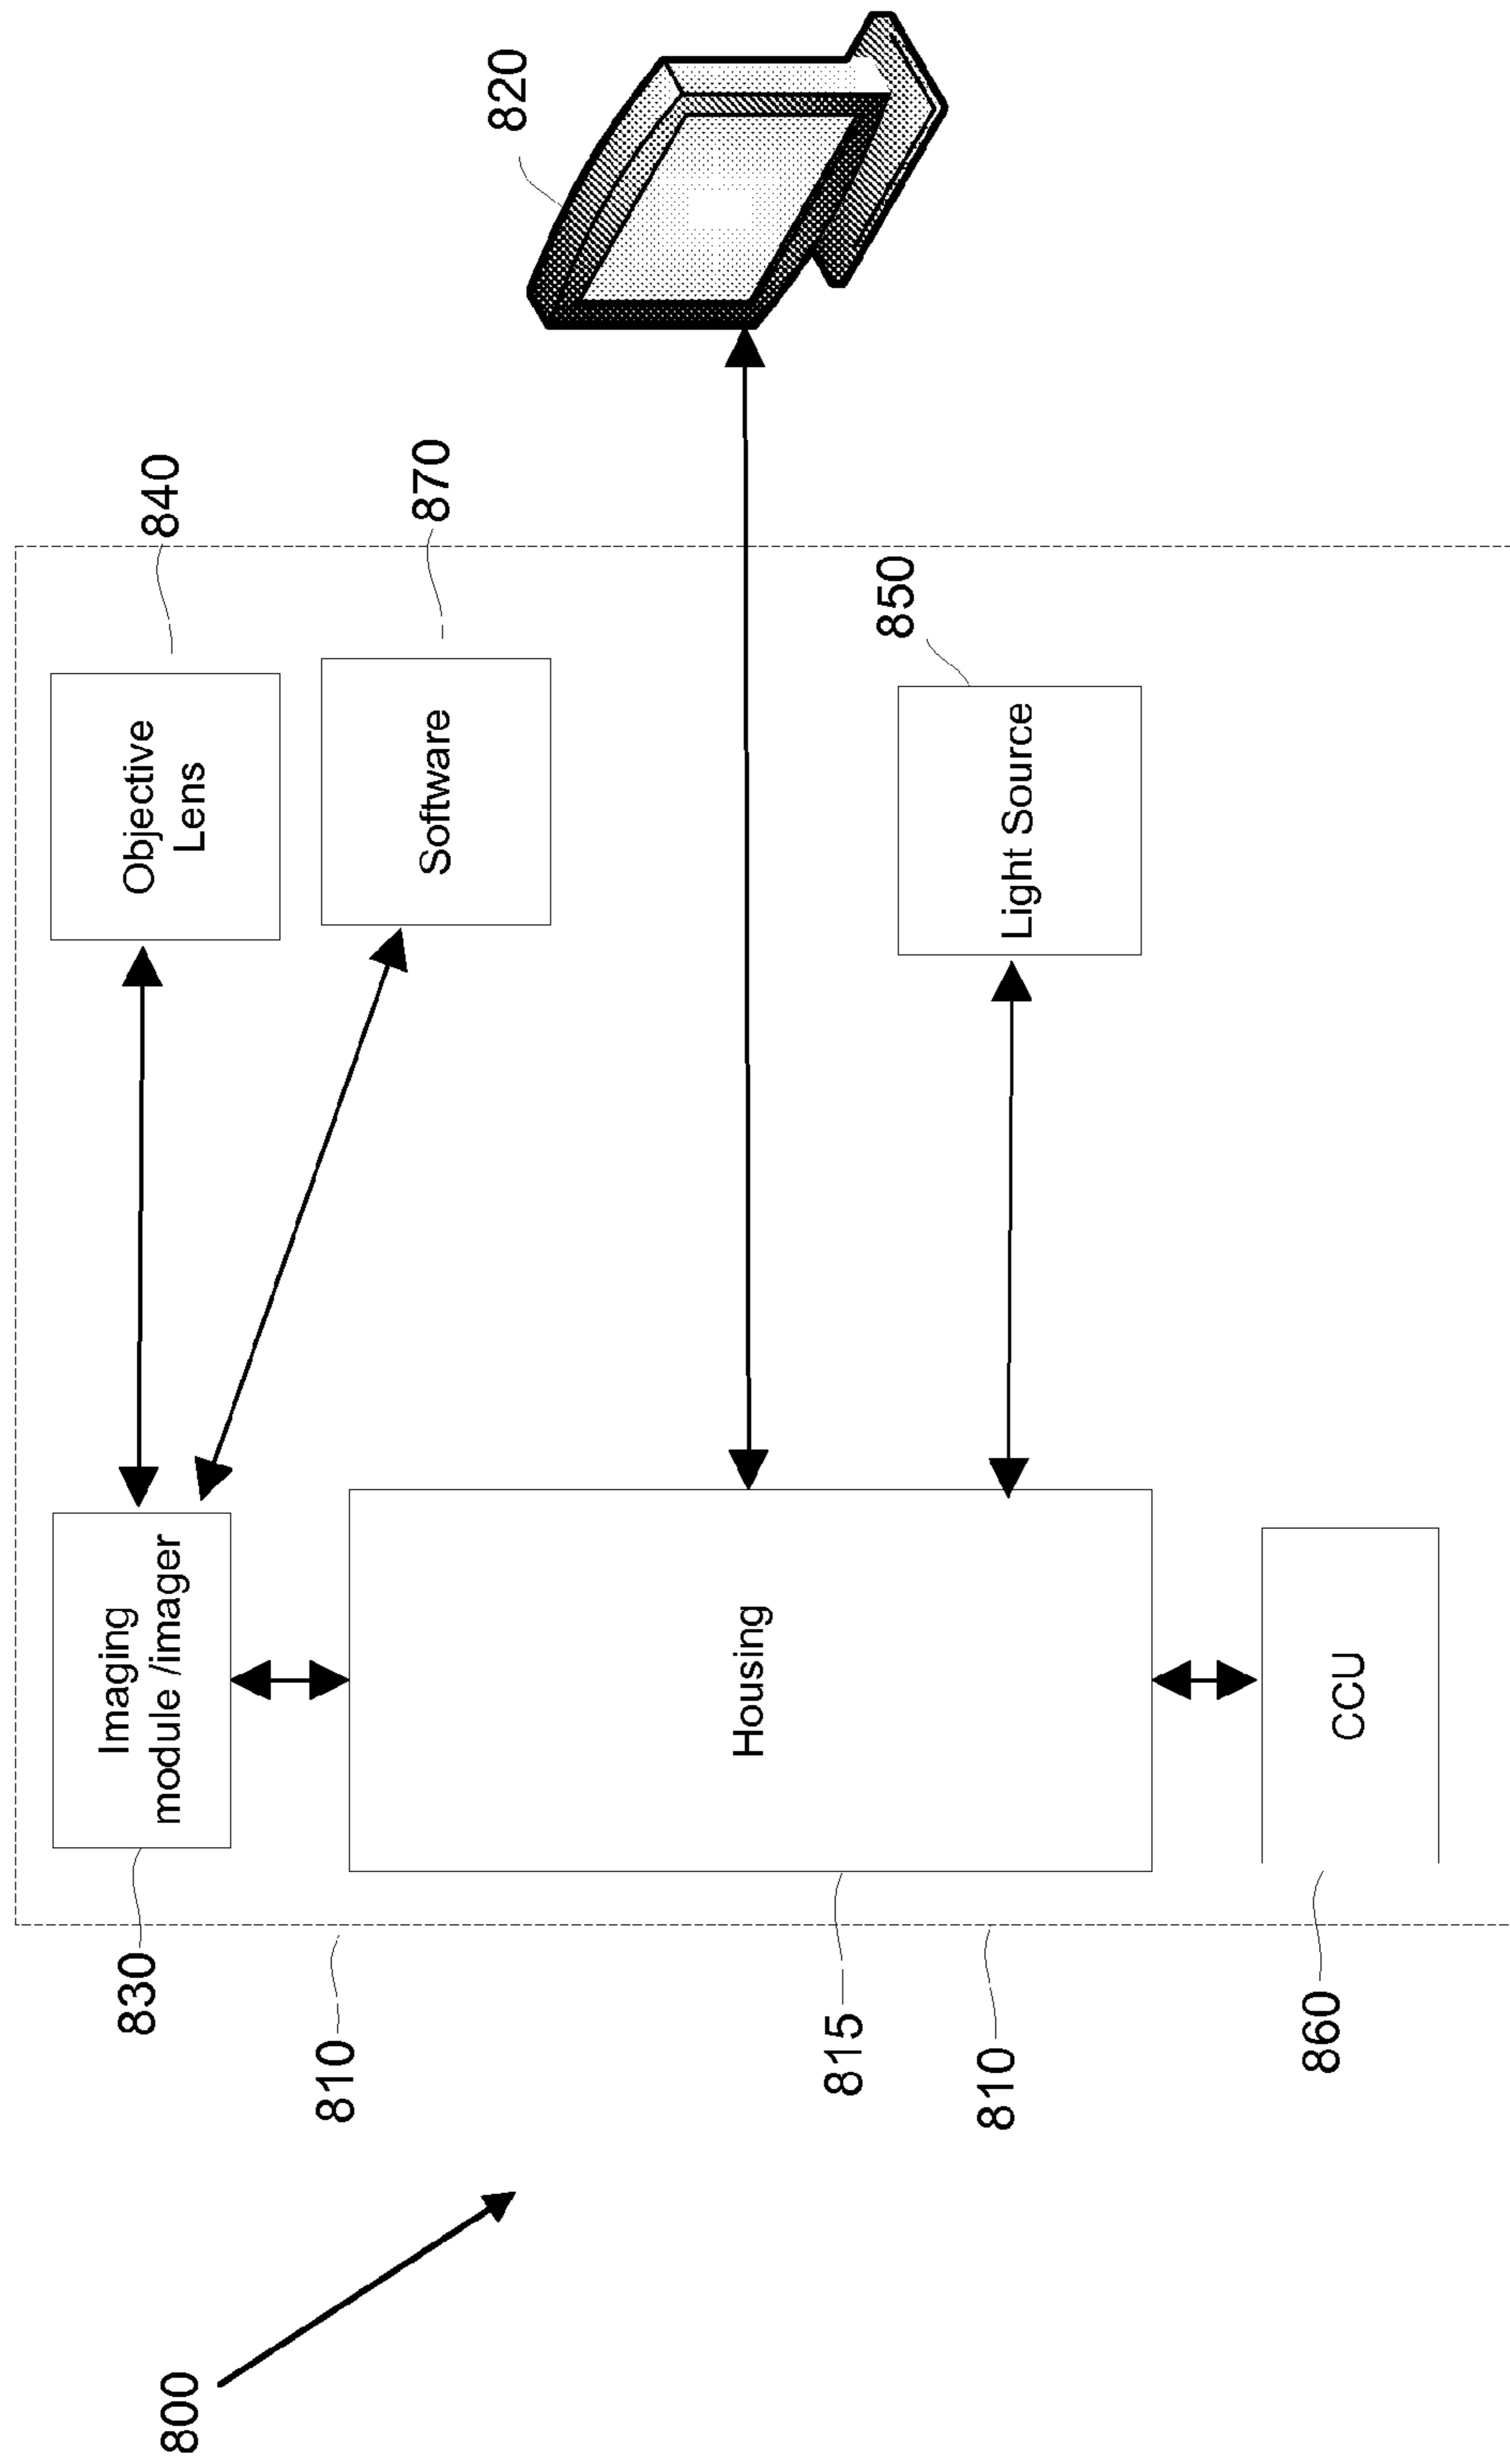 800
830
Imaging
module /imager
Objective
Lens
840
810
Software
870
820
Housing
815
850
810
Light Source
860
CCU